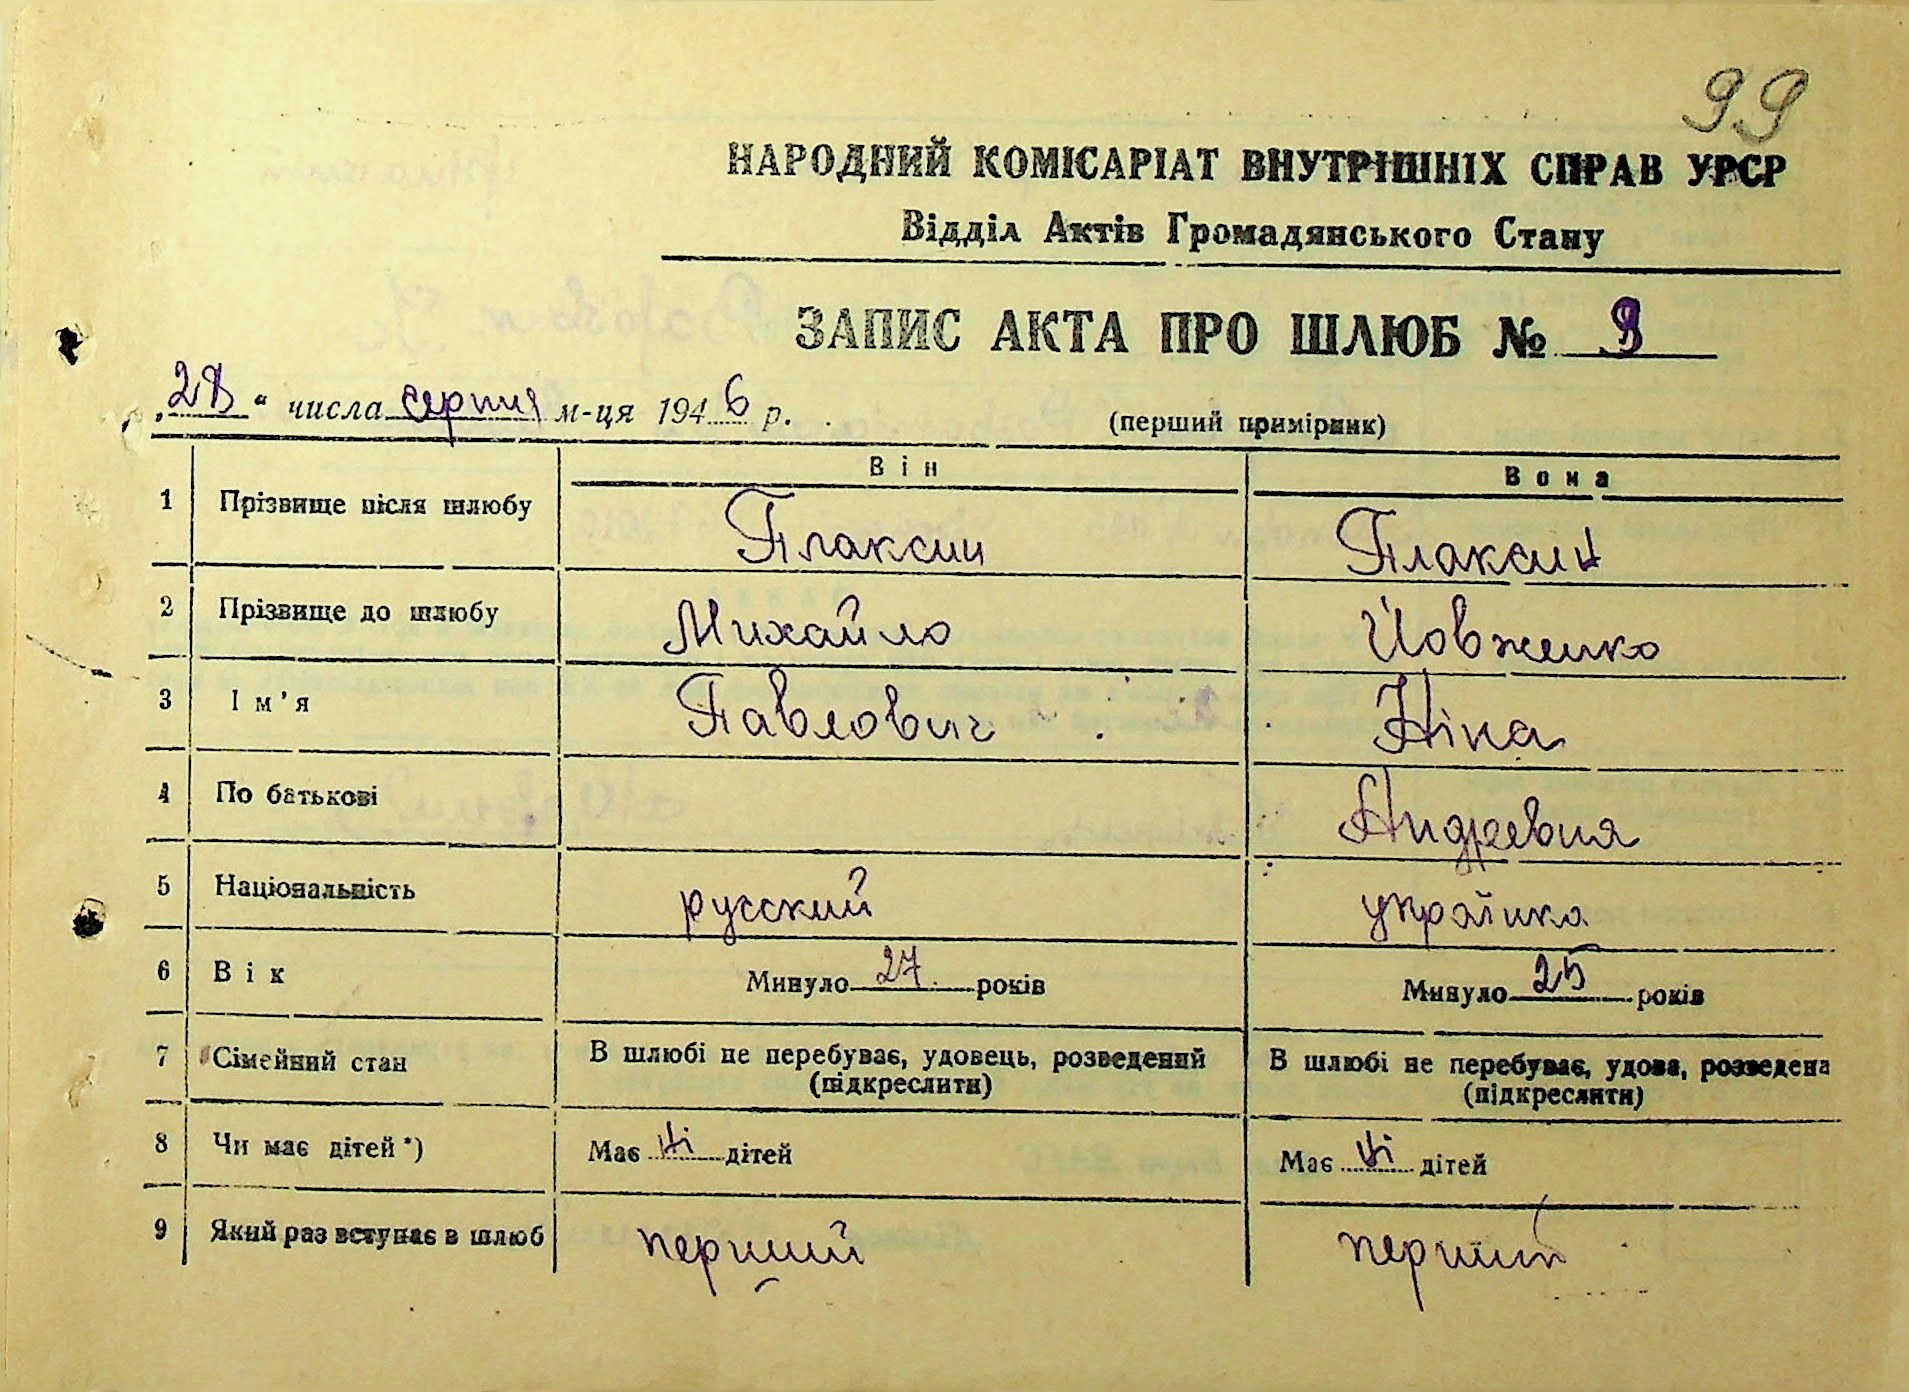 99
НАРОДНИЙ КОМІСАРІАТ ВНУТРІШНІХ СПРАВ УРСР
Відділ Актів Громадянського Стану
ЗАПИС АКТА ПРО ШЛЮБ № 9
„28“ числа серпня м-ця 1946 р.
(перший примірник)
Він Вона
1 Прізвище після шлюбу Плаксин Плаксин
2 Прізвище до шлюбу Михайло Йовженко
3 Ім'я Павлович Ніна
4 По батькові Андреевня
5 Національність русский українка
6 Вік Минуло 27 років Минуло 25 років
7 Сімейний стан В шлюбі не перебуває, удовець, розведений (підкреслити) В шлюбі не перебуває, удова, розведена (підкреслити)
8 Чи має дітей *) Має ні дітей Має ні дітей
9 Який раз вступає в шлюб перший перший